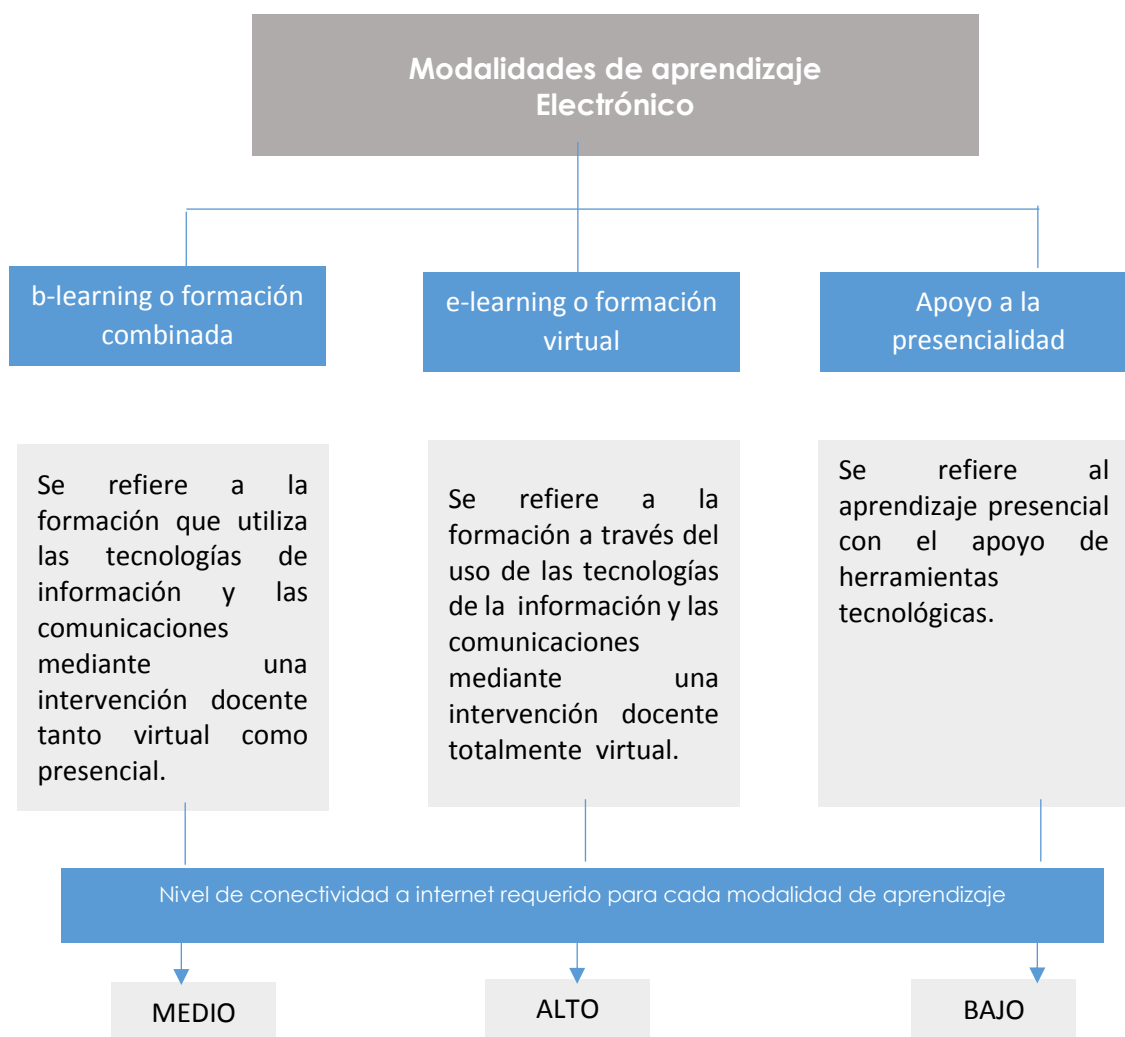 Modalidades de aprendizaje
Electrónico
b-learning o formación
combinada
e-learning o formación
virtual
Apoyo a la
presencialidad
Se refiere a la
formación que utiliza
las tecnologías de
información y las
comunicaciones
mediante una
intervención docente
tanto virtual como
presencial.
Se refiere a la
formación a través del
uso de las tecnologías
de la información y las
comunicaciones
mediante una
intervención docente
totalmente virtual.
Se refiere al
aprendizaje presencial
con el apoyo de
herramientas
tecnológicas.
Nivel de conectividad a internet requerido para cada modalidad de aprendizaje
MEDIO
ALTO
BAJO